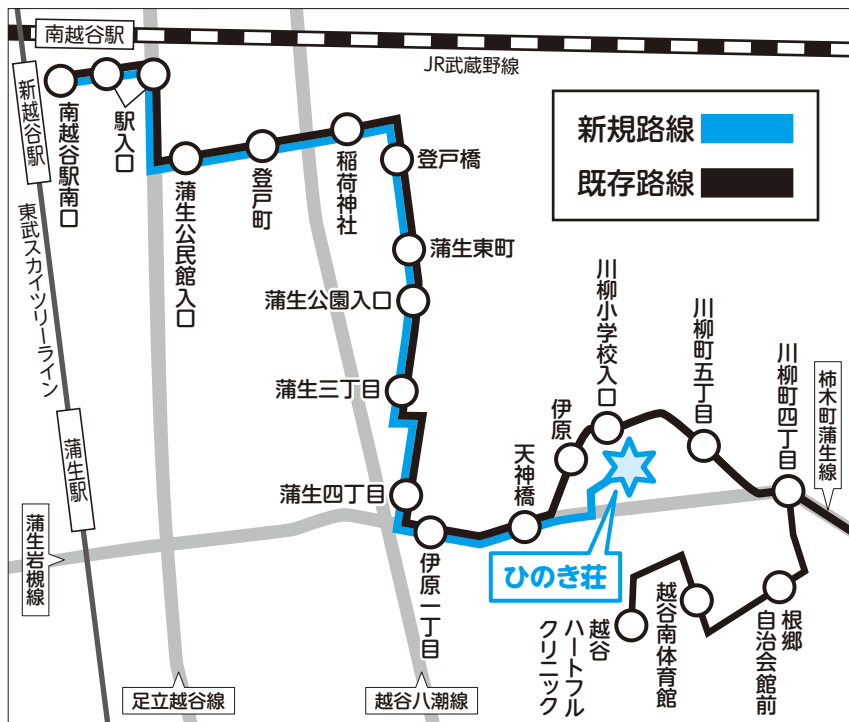 南越谷駅
JR武蔵野線
新越谷駅
東武スカイツリーライン
蒲生駅
新規路線
既存路線
南越谷駅南口
駅入口
蒲生公民館入口
登戸町
稲荷神社
登戸橋
蒲生東町
蒲生公園入口
蒲生三丁目
蒲生四丁目
伊原一丁目
天神橋
伊原
川柳小学校入口
川柳町五丁目
川柳町四丁目
柿木町蒲生線
ひのき荘
根郷
自治会館前
越谷南体育館
越谷
ハートフル
クリニック
蒲生岩槻線
足立越谷線
越谷八潮線